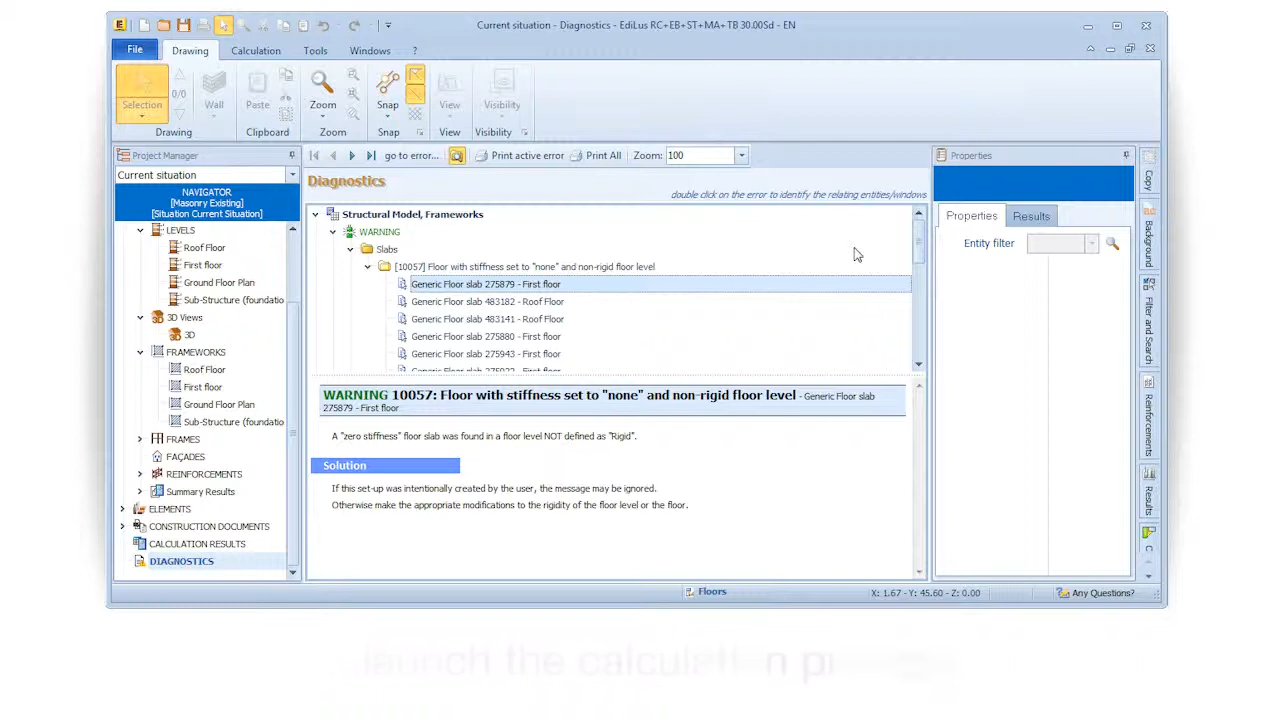 Current situation - Diagnostics - EdiLus RC+EB+ST+MA+TB 30.00Sd - EN
File
Drawing
Calculation
Tools
Windows
?
Selection
0/0
Wall
Paste
Zoom
Snap
View
Visibility
Drawing
Clipboard
Zoom
Snap
View
Visibility
Project Manager
Current situation
NAVIGATOR
[Masonry Existing]
[Situation Current Situation]
LEVELS
Roof Floor
First floor
Ground Floor Plan
Sub-Structure (foundatio
3D Views
3D
FRAMEWORKS
Roof Floor
First floor
Ground Floor Plan
Sub-Structure (foundatio
FRAMES
FAÇADES
REINFORCEMENTS
Summary Results
ELEMENTS
CONSTRUCTION DOCUMENTS
CALCULATION RESULTS
DIAGNOSTICS
go to error...
Print active error
Print All
Zoom:
100
Diagnostics
double click on the error to identify the relating entities/windows
Structural Model, Frameworks
WARNING
Slabs
[10057] Floor with stiffness set to "none" and non-rigid floor level
Generic Floor slab 275879 - First floor
Generic Floor slab 483182 - Roof Floor
Generic Floor slab 483141 - Roof Floor
Generic Floor slab 275880 - First floor
Generic Floor slab 275943 - First floor
WARNING 10057: Floor with stiffness set to "none" and non-rigid floor level - Generic Floor slab
275879 - First floor
A "zero stiffness" floor slab was found in a floor level NOT defined as "Rigid".
Solution
If this set-up was intentionally created by the user, the message may be ignored.
Otherwise make the appropriate modifications to the rigidity of the floor level or the floor.
Properties
Properties
Results
Entity filter
Copy
Background
Filter and Search
Reinforcements
Results
C
Floors
X: 1.67 - Y: 45.60 - Z: 0.00
Any Questions?
launch the calculation